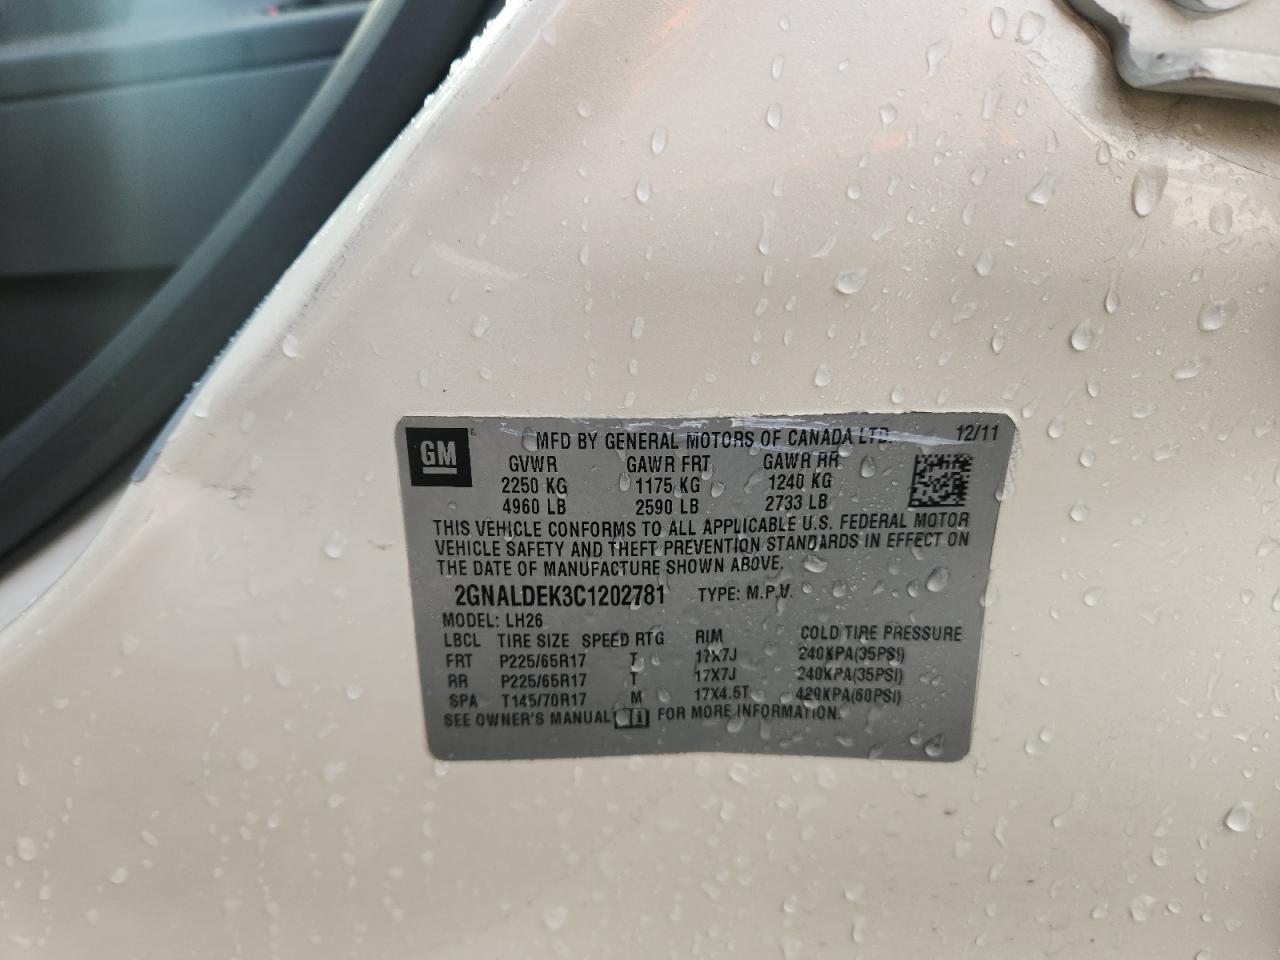 GM
MFD BY GENERAL MOTORS OF CANADA LTD. 12/11
GVWR GAWR FRT GAWR RR
2250 KG 1175 KG 1240 KG
4960 LB 2590 LB 2733 LB
THIS VEHICLE CONFORMS TO ALL APPLICABLE U.S. FEDERAL MOTOR
VEHICLE SAFETY AND THEFT PREVENTION STANDARDS IN EFFECT ON
THE DATE OF MANUFACTURE SHOWN ABOVE.
2GNALDEK3C1202781 TYPE: M.P.V.
MODEL: LH26
LBCL TIRE SIZE SPEED RTG RIM COLD TIRE PRESSURE
FRT P225/65R17 T 17X7J 240KPA(35PSI)
RR P225/65R17 T 17X7J 240KPA(35PSI)
SPA T145/70R17 M 17X4.5T 420KPA(60PSI)
SEE OWNER'S MANUAL FOR MORE INFORMATION.